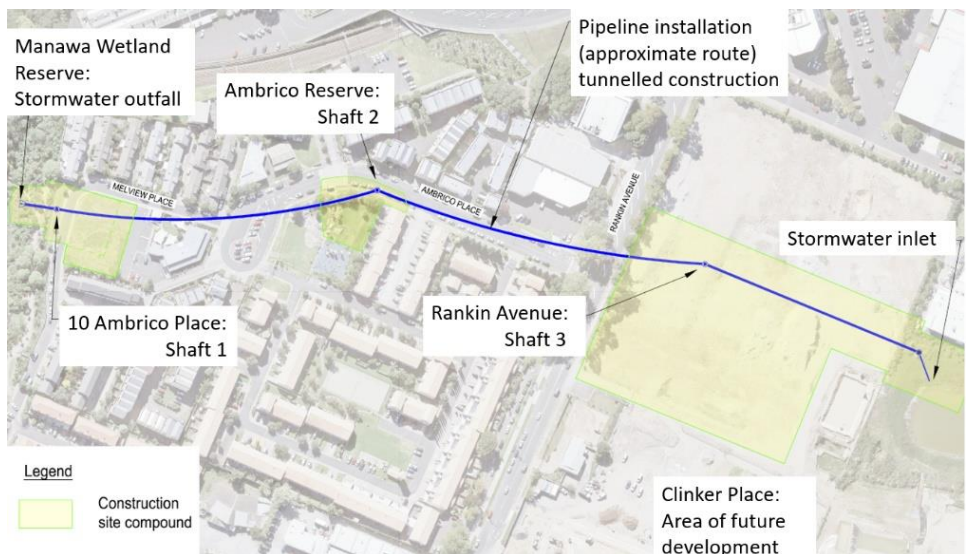 Manawa Wetland
Reserve:
Stormwater outfall
Ambrico Reserve:
Shaft 2
Pipeline installation
(approximate route)
tunnelled construction
MELVIEW PLACE
AMBRICO PLACE
RANKIN AVENUE
Stormwater inlet
10 Ambrico Place:
Shaft 1
Rankin Avenue:
Shaft 3
Legend
Construction
site compound
Clinker Place:
Area of future
development